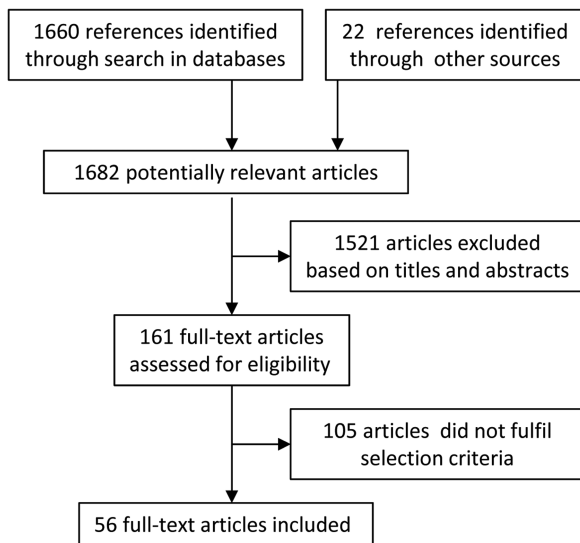 1660 references identified
through search in databases
22 references identified
through other sources
1682 potentially relevant articles
1521 articles excluded
based on titles and abstracts
161 full-text articles
assessed for eligibility
105 articles did not fulfil
selection criteria
56 full-text articles included